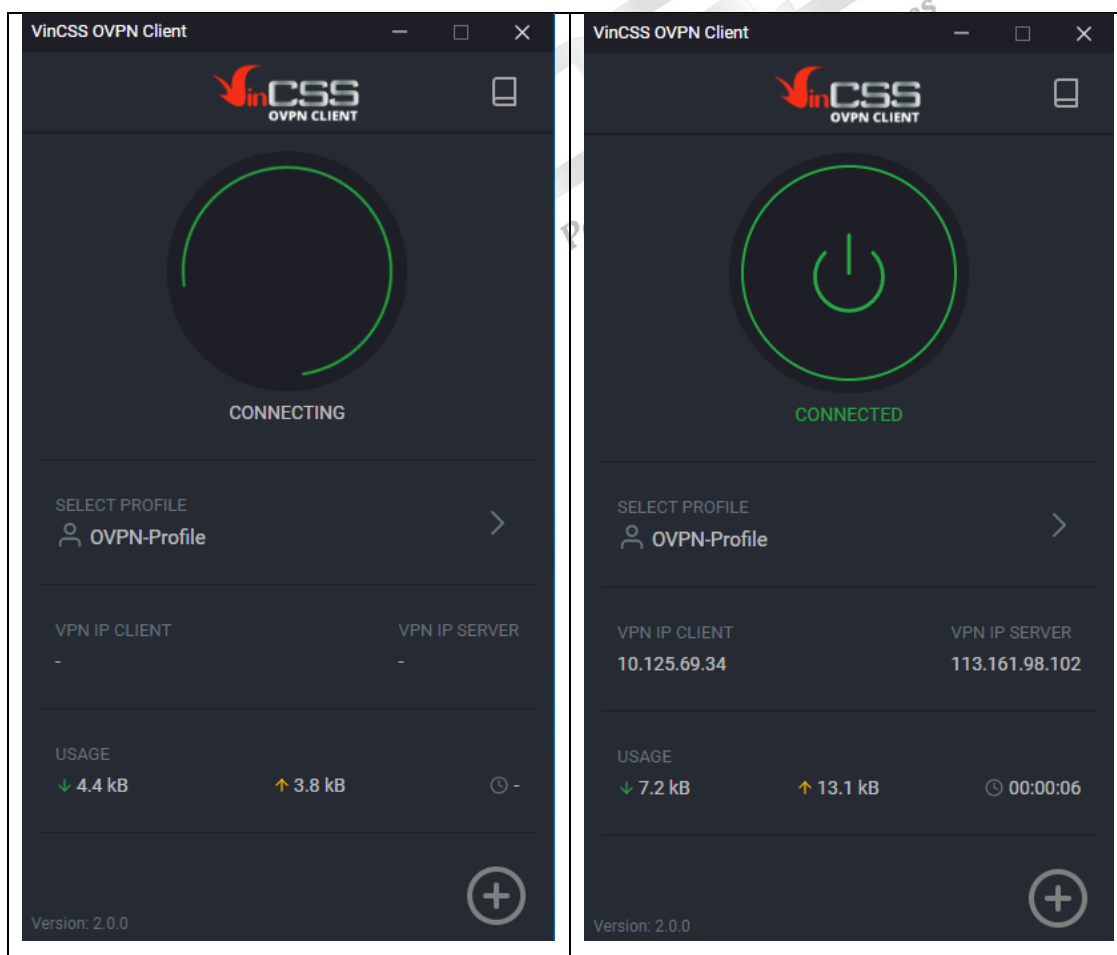 VinCSS OVPN Client
VinCSS
OVPN CLIENT
CONNECTING
SELECT PROFILE
OVPN-Profile
VPN IP CLIENT VPN IP SERVER
- -
USAGE
4.4 kB 3.8 kB -
Version: 2.0.0
VinCSS OVPN Client
VinCSS
OVPN CLIENT
CONNECTED
SELECT PROFILE
OVPN-Profile
VPN IP CLIENT VPN IP SERVER
10.125.69.34 113.161.98.102
USAGE
7.2 kB 13.1 kB 00:00:06
Version: 2.0.0